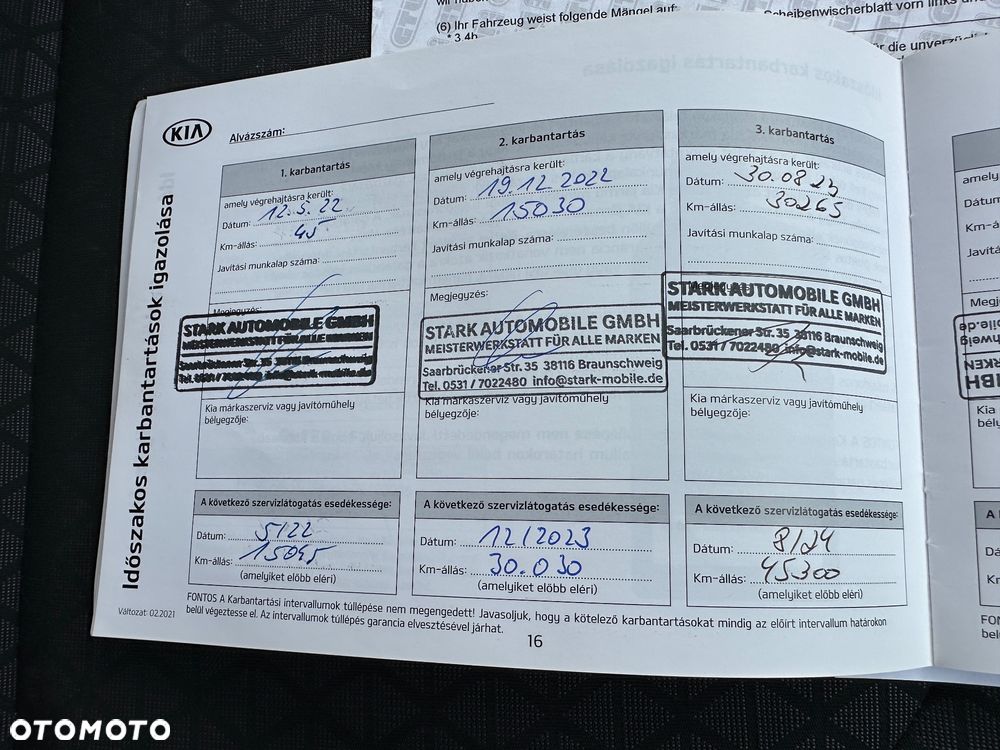 wir haben
(6) Ihr Fahrzeug weist folgende Mängel auf:
Scheibenwischerblatt vorn links und
* 3.4b
die unverzüglich
KIA
Alvázszám:
Időszakos karbantartások igazolása
1. karbantartás
amely végrehajtásra került:
Dátum: 12.5.22
Km-állás: 45
Javítási munkalap száma:
Megjegyzés:
STARK AUTOMOBILE GMBH
MEISTERWERKSTATT FÜR ALLE MARKEN
Saarbrückener Str. 35 38116 Braunschweig
Tel. 0531 / 7022480 info@stark-mobile.de
Kia márkaszerviz vagy javítóműhely
bélyegzője:
A következő szervizlátogatás esedékessége:
Dátum: 5/22
Km-állás: 15045
(amelyiket előbb eléri)
2. karbantartás
amely végrehajtásra került:
Dátum: 19.12.2022
Km-állás: 15030
Javítási munkalap száma:
Megjegyzés:
STARK AUTOMOBILE GMBH
MEISTERWERKSTATT FÜR ALLE MARKEN
Saarbrückener Str. 35 38116 Braunschweig
Tel. 0531 / 7022480 info@stark-mobile.de
Kia márkaszerviz vagy javítóműhely
bélyegzője:
A következő szervizlátogatás esedékessége:
Dátum: 12/2023
Km-állás: 30.030
(amelyiket előbb eléri)
3. karbantartás
amely végrehajtásra került:
Dátum: 30.08.23
Km-állás: 30265
Javítási munkalap száma:
STARK AUTOMOBILE GMBH
MEISTERWERKSTATT FÜR ALLE MARKEN
Saarbrückener Str. 35 38116 Braunschweig
Tel. 0531 / 7022480 info@stark-mobile.de
Kia márkaszerviz vagy javítóműhely
bélyegzője:
A következő szervizlátogatás esedékessége:
Dátum: 8/24
Km-állás: 45300
(amelyiket előbb eléri)
FONTOS A Karbantartási intervallumok túllépése nem megengedett! Javasoljuk, hogy a kötelező karbantartásokat mindig az előírt intervallum határokon
belül végeztesse el. Az intervallumok túllépés garancia elvesztésével járhat.
Változat: 02.2021
16
OTOMOTO